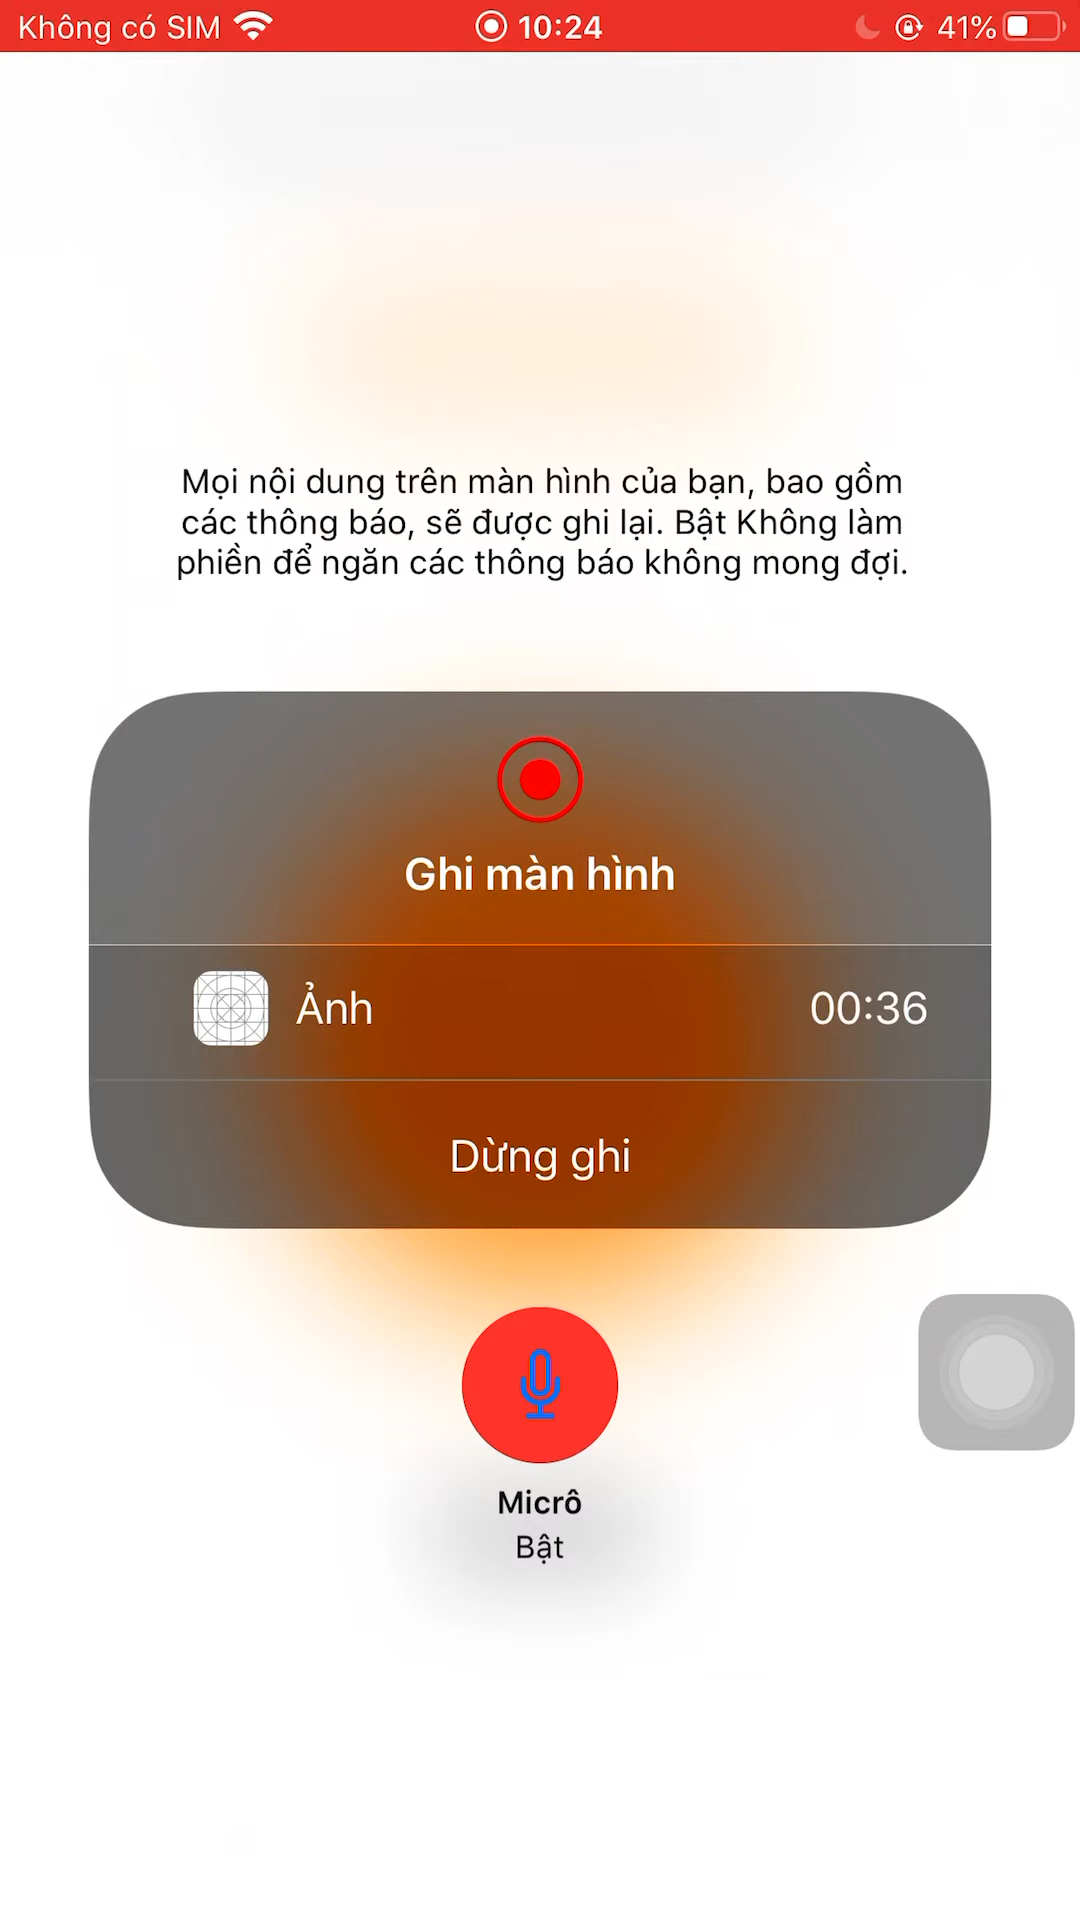 Không có SIM 10:24 41%
Mọi nội dung trên màn hình của bạn, bao gồm
các thông báo, sẽ được ghi lại. Bật Không làm
phiền để ngăn các thông báo không mong đợi.
Ghi màn hình
Ảnh 00:36
Dừng ghi
Micrô
Bật